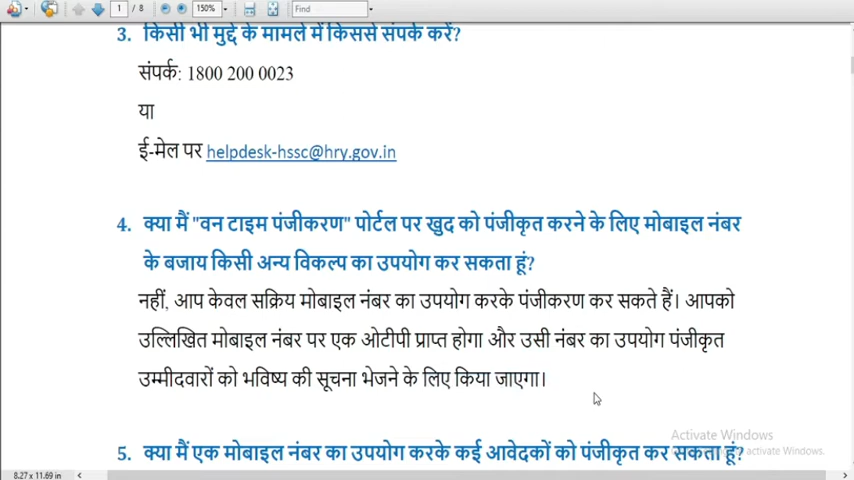 1 / 8 150% Find
3. किसी भी मुद्दे के मामले में किससे संपर्क करें?
संपर्क: 1800 200 0023
या
ई-मेल पर helpdesk-hssc@hry.gov.in
4. क्या मैं "वन टाइम पंजीकरण" पोर्टल पर खुद को पंजीकृत करने के लिए मोबाइल नंबर
के बजाय किसी अन्य विकल्प का उपयोग कर सकता हूं?
नहीं, आप केवल सक्रिय मोबाइल नंबर का उपयोग करके पंजीकरण कर सकते हैं। आपको
उल्लिखित मोबाइल नंबर पर एक ओटीपी प्राप्त होगा और उसी नंबर का उपयोग पंजीकृत
उम्मीदवारों को भविष्य की सूचना भेजने के लिए किया जाएगा।
Activate Windows
activate Windows.
5. क्या मैं एक मोबाइल नंबर का उपयोग करके कई आवेदकों को पंजीकृत कर सकता हूं?
8.27 x 11.69 in